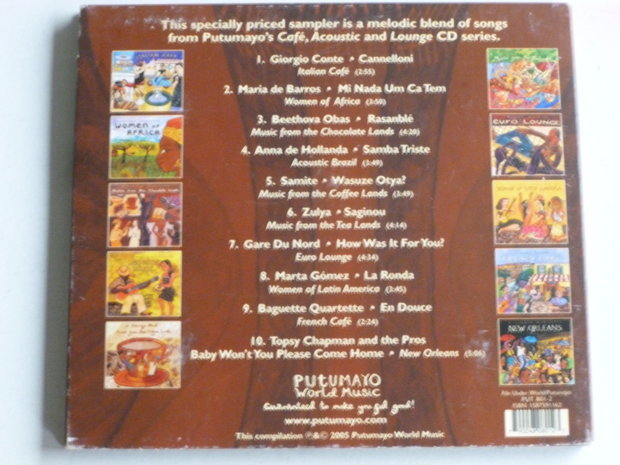 This specially priced sampler is a melodic blend of songs
from Putumayo's Café, Acoustic and Lounge CD series.
1. Giorgio Conte • Cannelloni
Italian Café (2:55)
2. Maria de Barros • Mi Nada Um Ca Tem
Women of Africa (3:50)
3. Beethova Obas • Rasanblé
Music from the Chocolate Lands (4:20)
4. Anna de Hollanda • Samba Triste
Acoustic Brazil (3:49)
5. Samite • Wasuze Otya?
Music from the Coffee Lands (3:49)
6. Zulya • Saginou
Music from the Tea Lands (4:14)
7. Gare Du Nord • How Was It For You?
Euro Lounge (4:34)
8. Marta Gómez • La Ronda
Women of Latin America (3:45)
9. Baguette Quartette • En Douce
French Café (2:24)
10. Topsy Chapman and the Pros
Baby Won't You Please Come Home • New Orleans (5:06)
PUTUMAYO
World Music
Guaranteed to make you feel good!
www.putumayo.com
This compilation ℗&© 2005 Putumayo World Music
WOMEN of
AFRICA
EURO LOUNGE
NEW ORLEANS
File Under: World/Putumayo
PUT 801-2